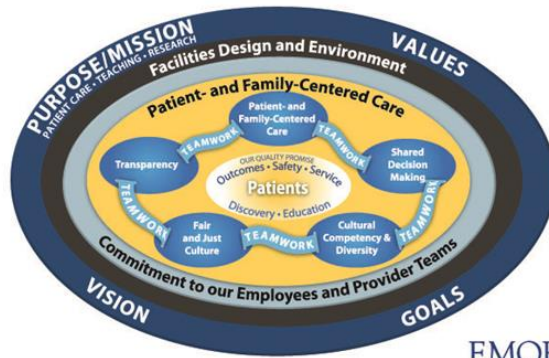 PURPOSE/MISSION
PATIENT CARE • TEACHING • RESEARCH
VALUES
Facilities Design and Environment
Patient- and Family-Centered Care
Patient- and
Family-Centered
Care
TEAMWORK
TEAMWORK
Transparency
Shared
Decision
Making
OUR QUALITY PROMISE
Outcomes • Safety • Service
Patients
Discovery • Education
TEAMWORK
TEAMWORK
Fair
and Just
Culture
TEAMWORK
Cultural
Competency &
Diversity
Commitment to our Employees and Provider Teams
VISION
GOALS